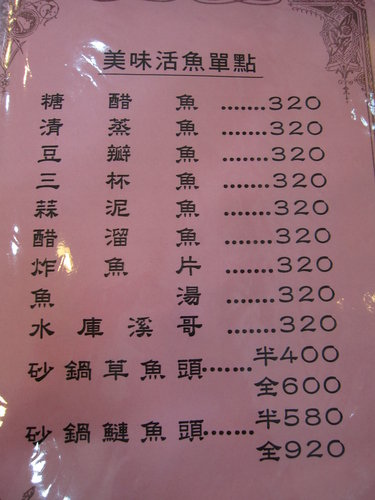 美味活魚單點
糖醋魚.......320
清蒸魚.......320
豆瓣魚.......320
三杯魚.......320
蒜泥魚.......320
醋溜魚.......320
炸魚片.......320
魚湯.......320
水庫溪哥.......320
砂鍋草魚頭.......半400
全600
砂鍋鰱魚頭.......半580
全920